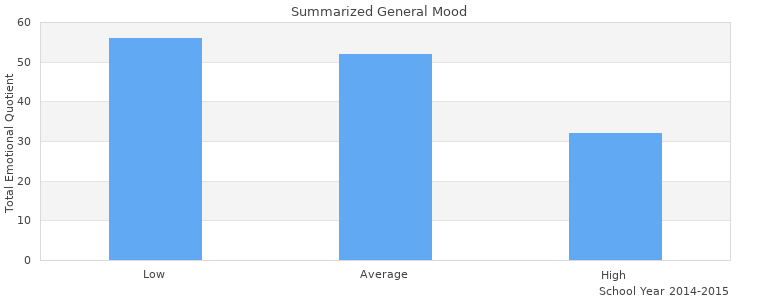 Summarized General Mood
Total Emotional Quotient
60
50
40
30
20
10
0
Low
Average
High
School Year 2014-2015